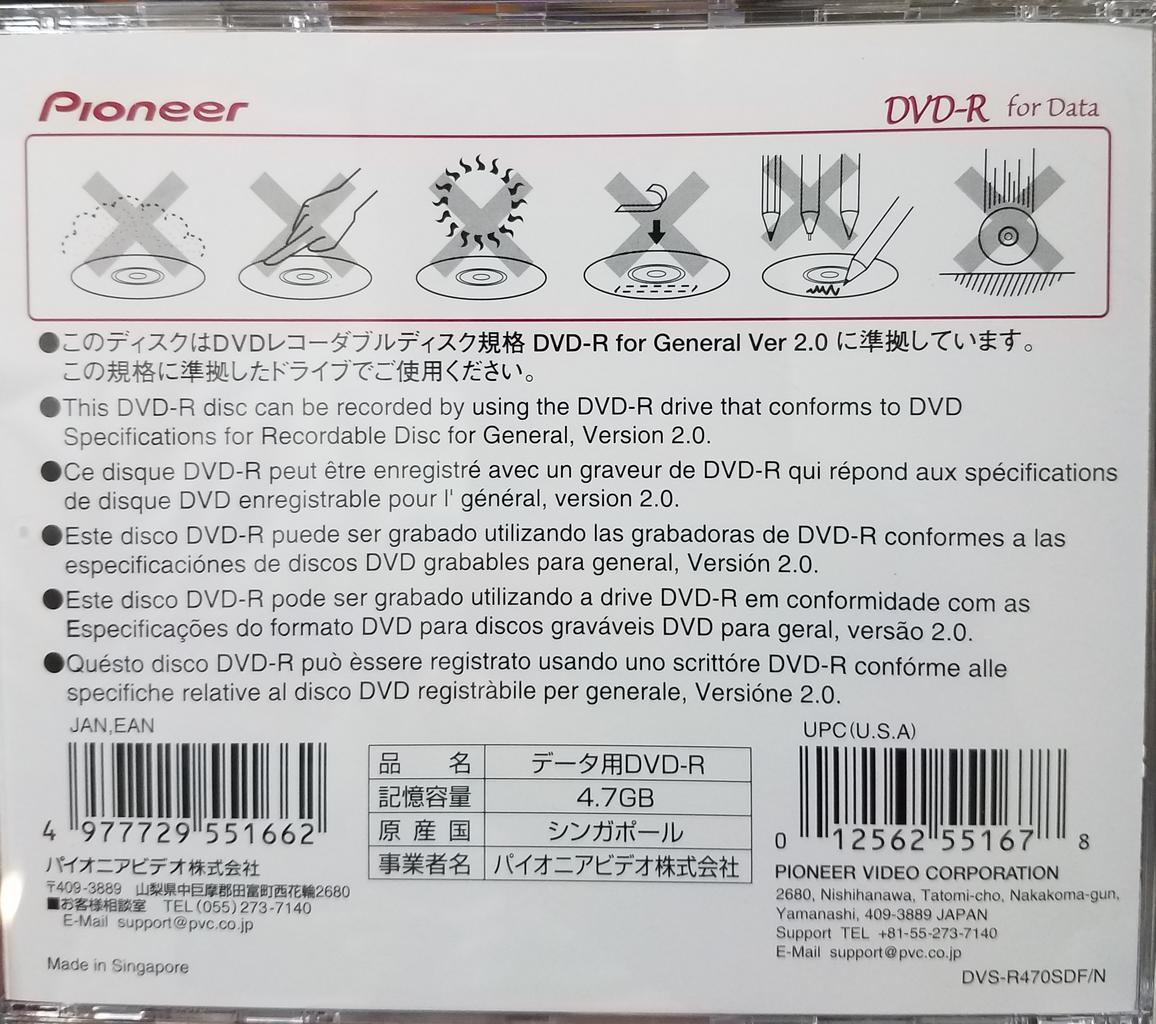 Pioneer
DVD-R for Data
●このディスクはDVDレコーダブルディスク規格 DVD-R for General Ver 2.0 に準拠しています。
この規格に準拠したドライブでご使用ください。
●This DVD-R disc can be recorded by using the DVD-R drive that conforms to DVD
Specifications for Recordable Disc for General, Version 2.0.
●Ce disque DVD-R peut être enregistré avec un graveur de DVD-R qui répond aux spécifications
de disque DVD enregistrable pour l' général, version 2.0.
●Este disco DVD-R puede ser grabado utilizando las grabadoras de DVD-R conformes a las
especificaciónes de discos DVD grabables para general, Versión 2.0.
●Este disco DVD-R pode ser grabado utilizando a drive DVD-R em conformidade com as
Especificações do formato DVD para discos graváveis DVD para geral, versão 2.0.
●Quésto disco DVD-R può èssere registrato usando uno scrittóre DVD-R confórme alle
specifiche relative al disco DVD registràbile per generale, Versióne 2.0.
JAN,EAN
4 977729 551662
パイオニアビデオ株式会社
〒409-3889 山梨県中巨摩郡田富町西花輪2680
■お客様相談室 TEL(055)273-7140
E-Mail support@pvc.co.jp
Made in Singapore
品名 データ用DVD-R
記憶容量 4.7GB
原産国 シンガポール
事業者名 パイオニアビデオ株式会社
UPC(U.S.A)
0 12562 55167 8
PIONEER VIDEO CORPORATION
2680, Nishihanawa, Tatomi-cho, Nakakoma-gun,
Yamanashi, 409-3889 JAPAN
Support TEL +81-55-273-7140
E-Mail support@pvc.co.jp
DVS-R470SDF/N